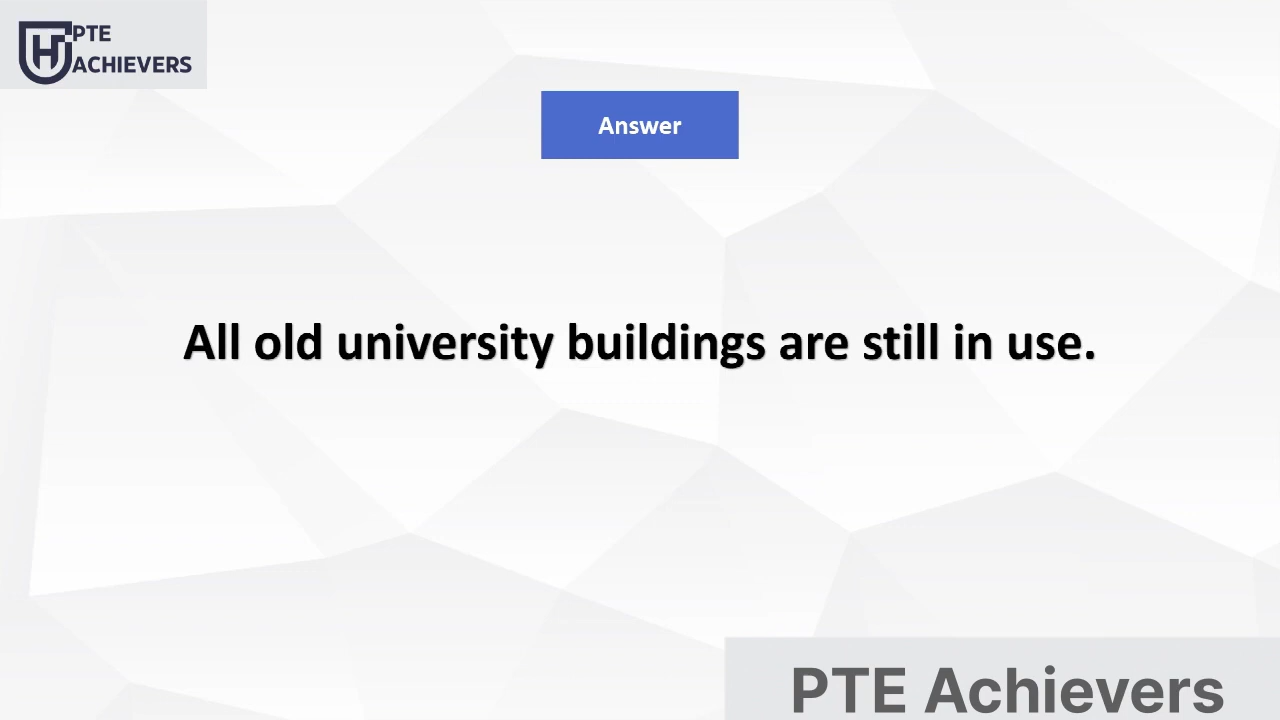 PTE
ACHIEVERS
Answer
All old university buildings are still in use.
PTE Achievers